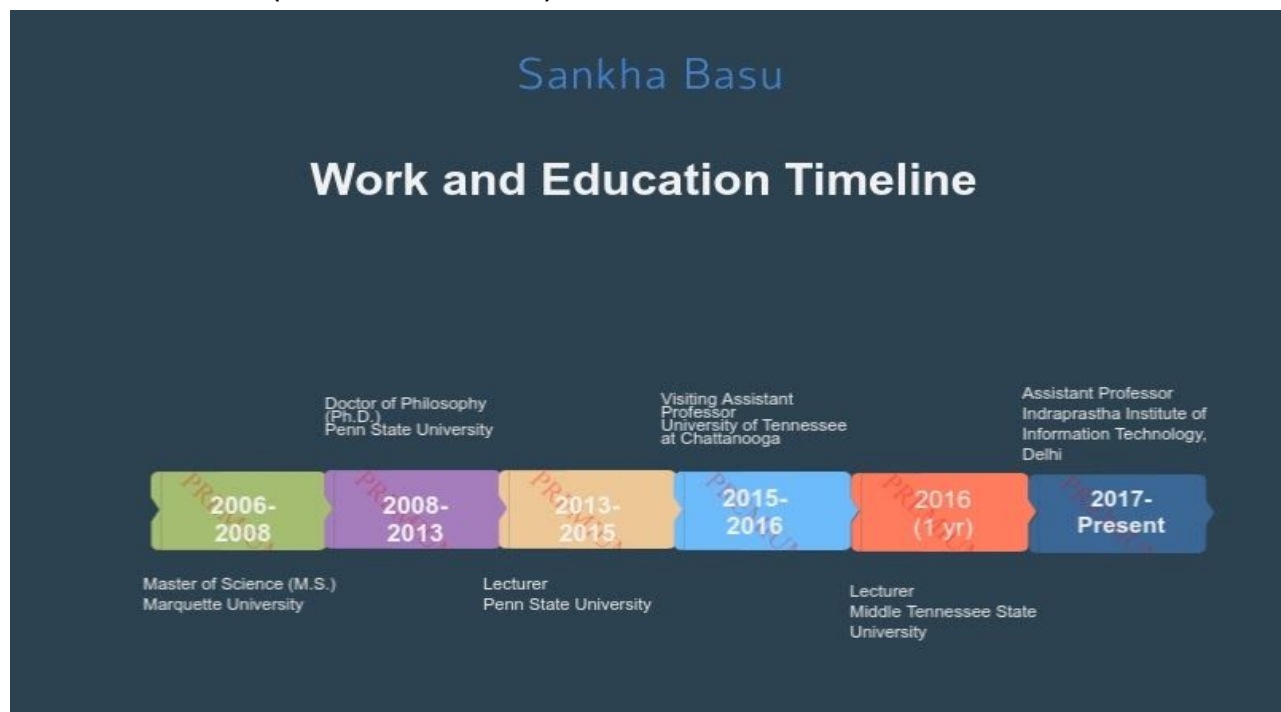 Sankha Basu
Work and Education Timeline
Doctor of Philosophy
(Ph.D.)
Penn State University
Visiting Assistant
Professor
University of Tennessee
at Chattanooga
Assistant Professor
Indraprastha Institute of
Information Technology,
Delhi
2006-
2008
2008-
2013
2013-
2015
2015-
2016
2016
(1 yr)
2017-
Present
Master of Science (M.S.)
Marquette University
Lecturer
Penn State University
Lecturer
Middle Tennessee State
University